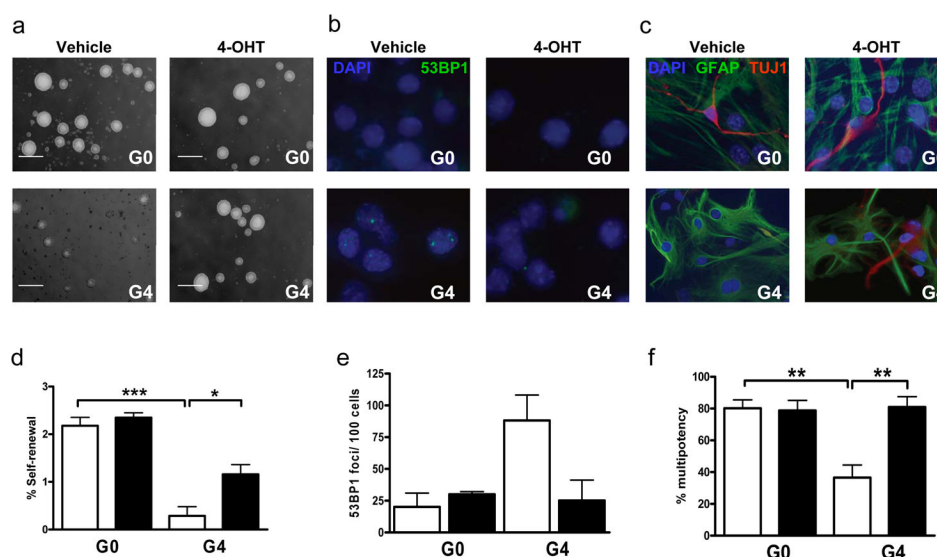 a
b
c
Vehicle 4-OHT
Vehicle 4-OHT
Vehicle 4-OHT
DAPI 53BP1
DAPI GFAP TUJ1
G0 G0
G0 G0
G0 G
G4 G4
G4 G4
G4 G
d
e
f
***
*
% Self-renewal
3
2
1
0
G0 G4
53BP1 foci/ 100 cells
125
100
75
50
25
0
G0 G4
**
**
% multipotency
100
80
60
40
20
0
G0 G4